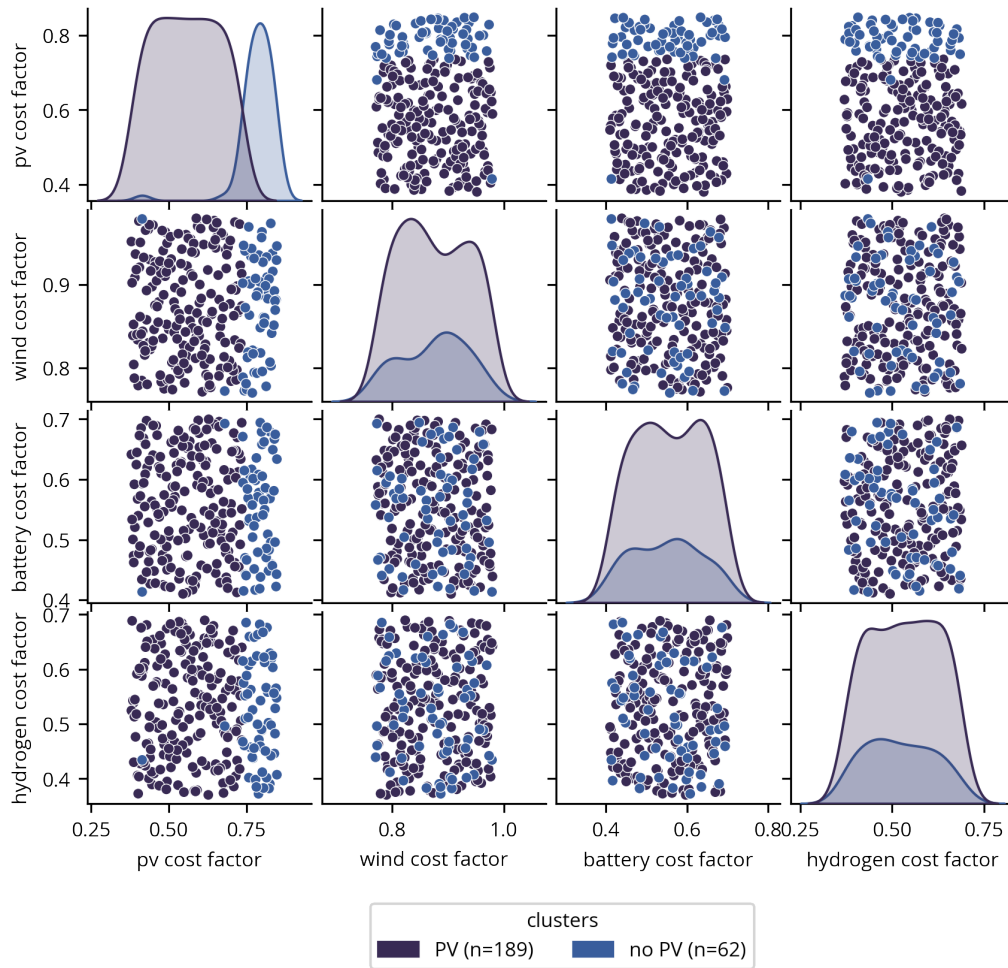 pv cost factor
0.8
0.6
0.4
wind cost factor
0.9
0.8
battery cost factor
0.7
0.6
0.5
0.4
hydrogen cost factor
0.7
0.6
0.5
0.4
0.25 0.50 0.75 0.8 1.0 0.4 0.6 0.80 0.25 0.50 0.75
pv cost factor wind cost factor battery cost factor hydrogen cost factor
clusters
PV (n=189) no PV (n=62)